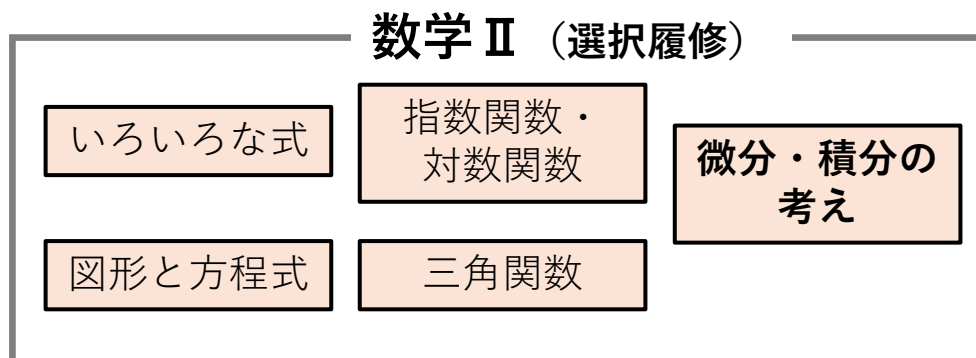 数学Ⅱ（選択履修）
いろいろな式
指数関数・
対数関数
微分・積分の
考え
図形と方程式
三角関数